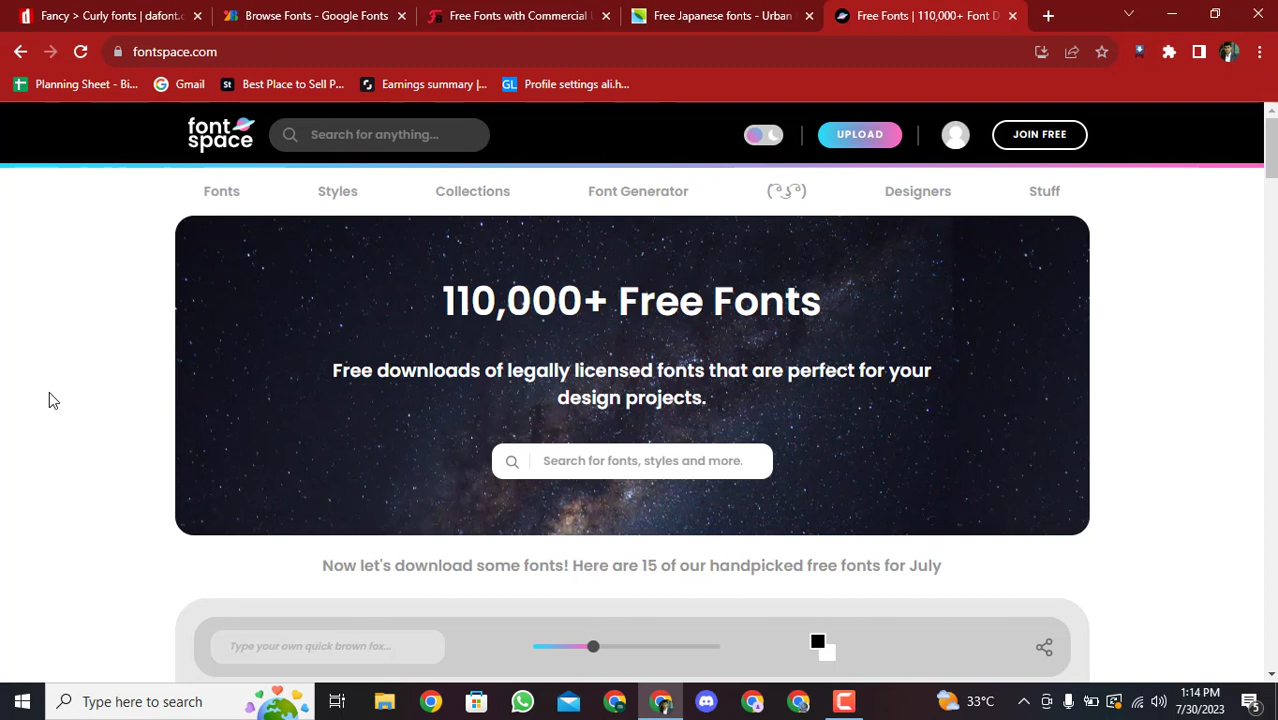 Fancy > Curly fonts | dafont.c
Browse Fonts - Google Fonts
Free Fonts with Commercial U
Free Japanese fonts - Urban
Free Fonts | 110,000+ Font D
fontspace.com
Planning Sheet - Bi...
Gmail
Best Place to Sell P...
Earnings summary |...
Profile settings ali.h...
font
space
Search for anything...
UPLOAD
JOIN FREE
Fonts
Styles
Collections
Font Generator
( ͡° ͜ʖ ͡°)
Designers
Stuff
110,000+ Free Fonts
Free downloads of legally licensed fonts that are perfect for your
design projects.
Search for fonts, styles and more.
Now let's download some fonts! Here are 15 of our handpicked free fonts for July
Type your own quick brown fox...
Type here to search
33°C
1:14 PM
7/30/2023
5